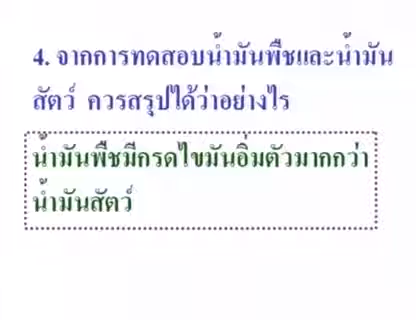 4. จากการทดสอบน้ำมันพืชและน้ำมัน
สัตว์ ควรสรุปได้ว่าอย่างไร
น้ำมันพืชมีกรดไขมันอิ่มตัวมากกว่า
น้ำมันสัตว์